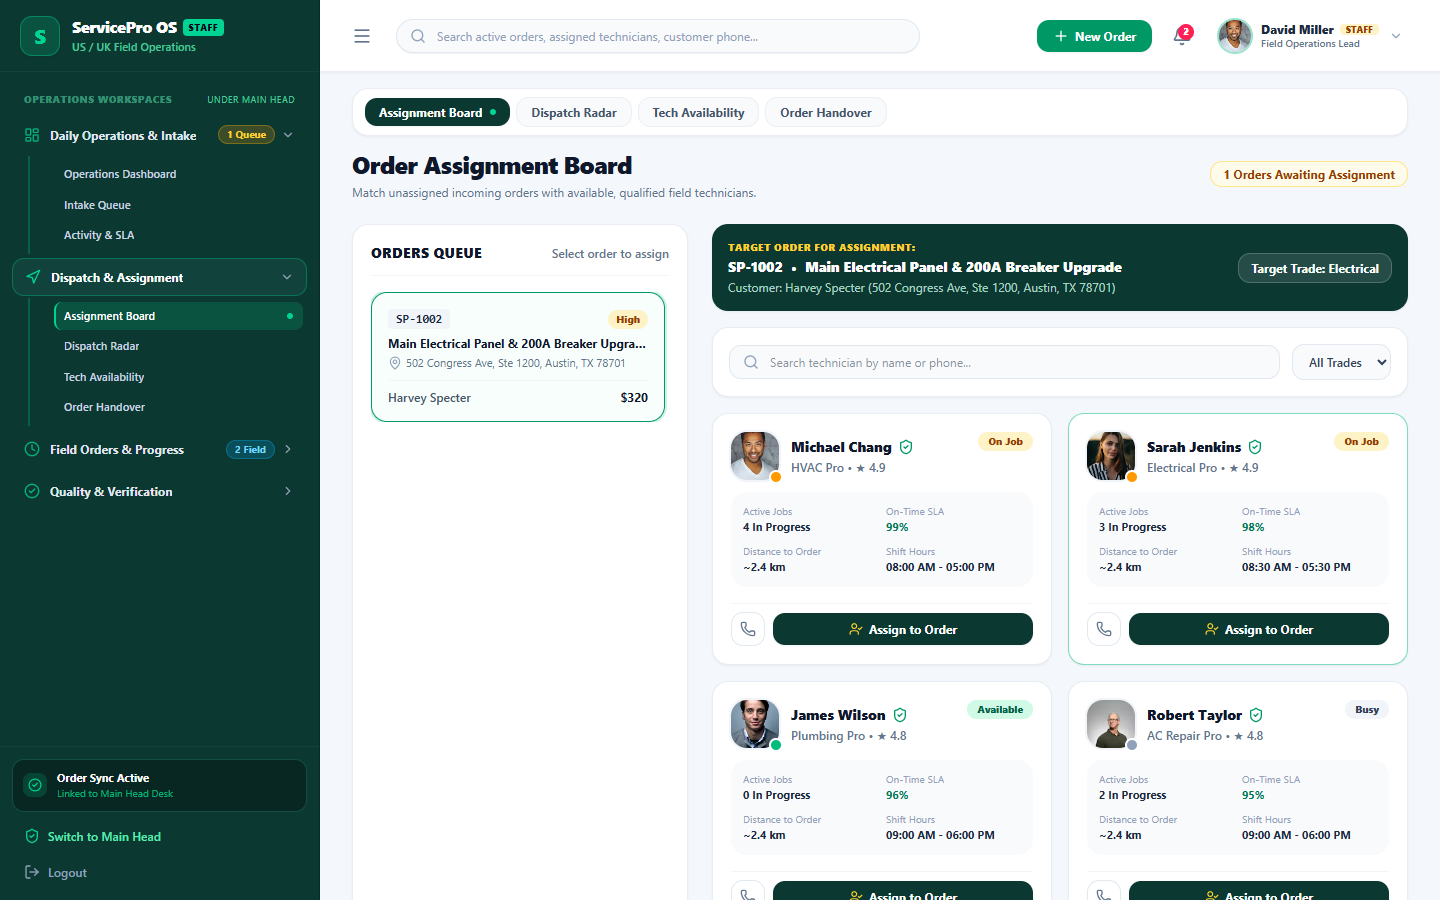 S
ServicePro OS STAFF
US / UK Field Operations
OPERATIONS WORKSPACES UNDER MAIN HEAD
Daily Operations & Intake 1 Queue
Operations Dashboard
Intake Queue
Activity & SLA
Dispatch & Assignment
Assignment Board
Dispatch Radar
Tech Availability
Order Handover
Field Orders & Progress 2 Field
Quality & Verification
Order Sync Active
Linked to Main Head Desk
Switch to Main Head
Logout
Search active orders, assigned technicians, customer phone...
New Order
2
David Miller STAFF
Field Operations Lead
Assignment Board Dispatch Radar Tech Availability Order Handover
Order Assignment Board
Match unassigned incoming orders with available, qualified field technicians.
1 Orders Awaiting Assignment
ORDERS QUEUE Select order to assign
SP-1002 High
Main Electrical Panel & 200A Breaker Upgra...
502 Congress Ave, Ste 1200, Austin, TX 78701
Harvey Specter $320
TARGET ORDER FOR ASSIGNMENT:
SP-1002 • Main Electrical Panel & 200A Breaker Upgrade
Customer: Harvey Specter (502 Congress Ave, Ste 1200, Austin, TX 78701)
Target Trade: Electrical
Search technician by name or phone...
All Trades
Michael Chang On Job
HVAC Pro • ★ 4.9
Active Jobs On-Time SLA
4 In Progress 99%
Distance to Order Shift Hours
~2.4 km 08:00 AM - 05:00 PM
Assign to Order
Sarah Jenkins On Job
Electrical Pro • ★ 4.9
Active Jobs On-Time SLA
3 In Progress 98%
Distance to Order Shift Hours
~2.4 km 08:30 AM - 05:30 PM
Assign to Order
James Wilson Available
Plumbing Pro • ★ 4.8
Active Jobs On-Time SLA
0 In Progress 96%
Distance to Order Shift Hours
~2.4 km 09:00 AM - 06:00 PM
Assign to Order
Robert Taylor Busy
AC Repair Pro • ★ 4.8
Active Jobs On-Time SLA
2 In Progress 95%
Distance to Order Shift Hours
~2.4 km 09:00 AM - 06:00 PM
Assign to Order